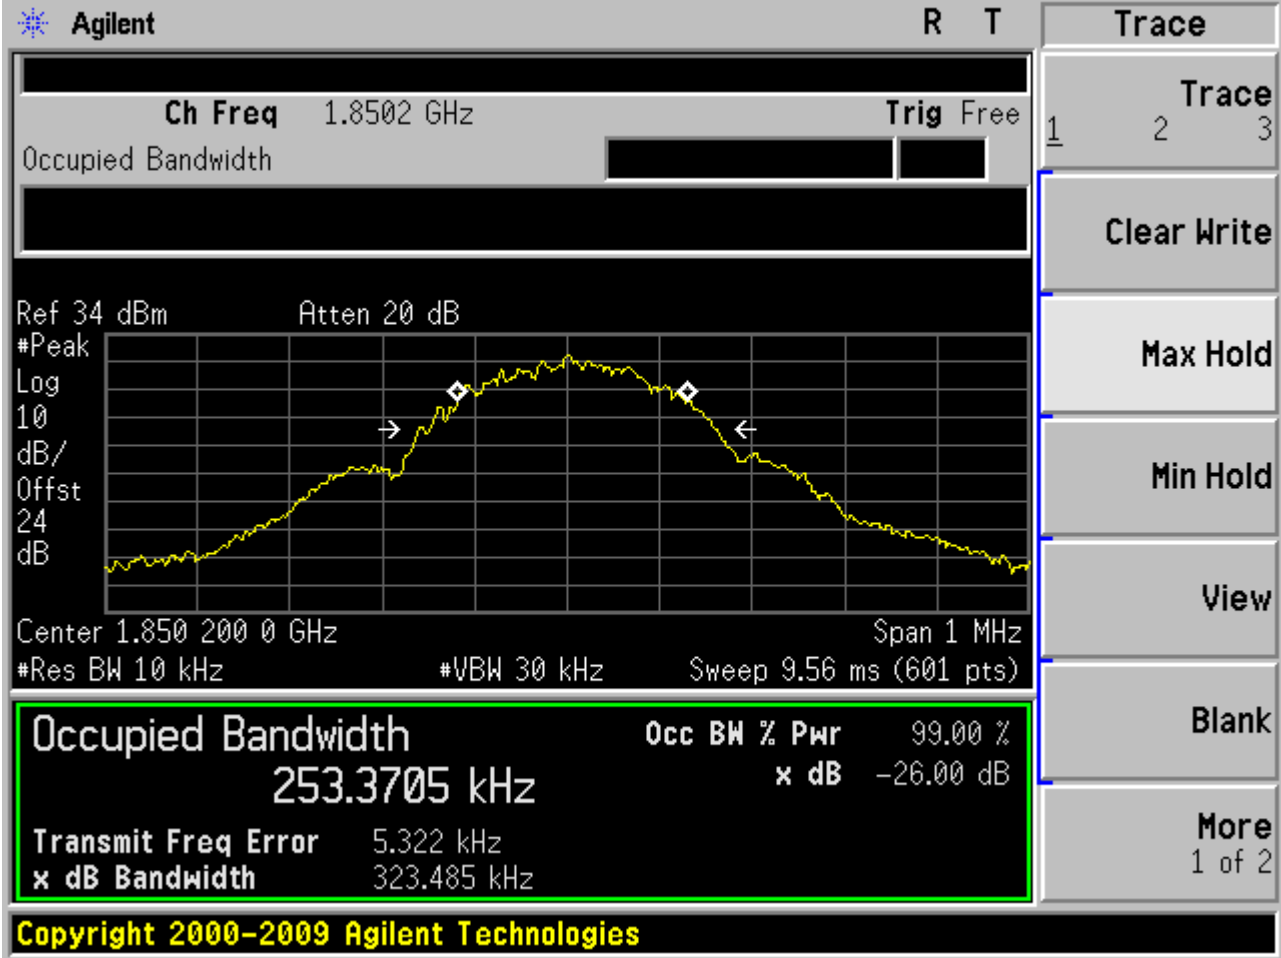 Agilent R T Trace
Ch Freq 1.8502 GHz Trig Free
Occupied Bandwidth
Trace
1 2 3
Clear Write
Max Hold
Min Hold
View
Blank
More
1 of 2
Ref 34 dBm Atten 20 dB
#Peak
Log
10
dB/
Offst
24
dB
Center 1.850 200 0 GHz Span 1 MHz
#Res BW 10 kHz #VBW 30 kHz Sweep 9.56 ms (601 pts)
Occupied Bandwidth Occ BW % Pwr 99.00 %
253.3705 kHz x dB -26.00 dB
Transmit Freq Error 5.322 kHz
x dB Bandwidth 323.485 kHz
Copyright 2000-2009 Agilent Technologies